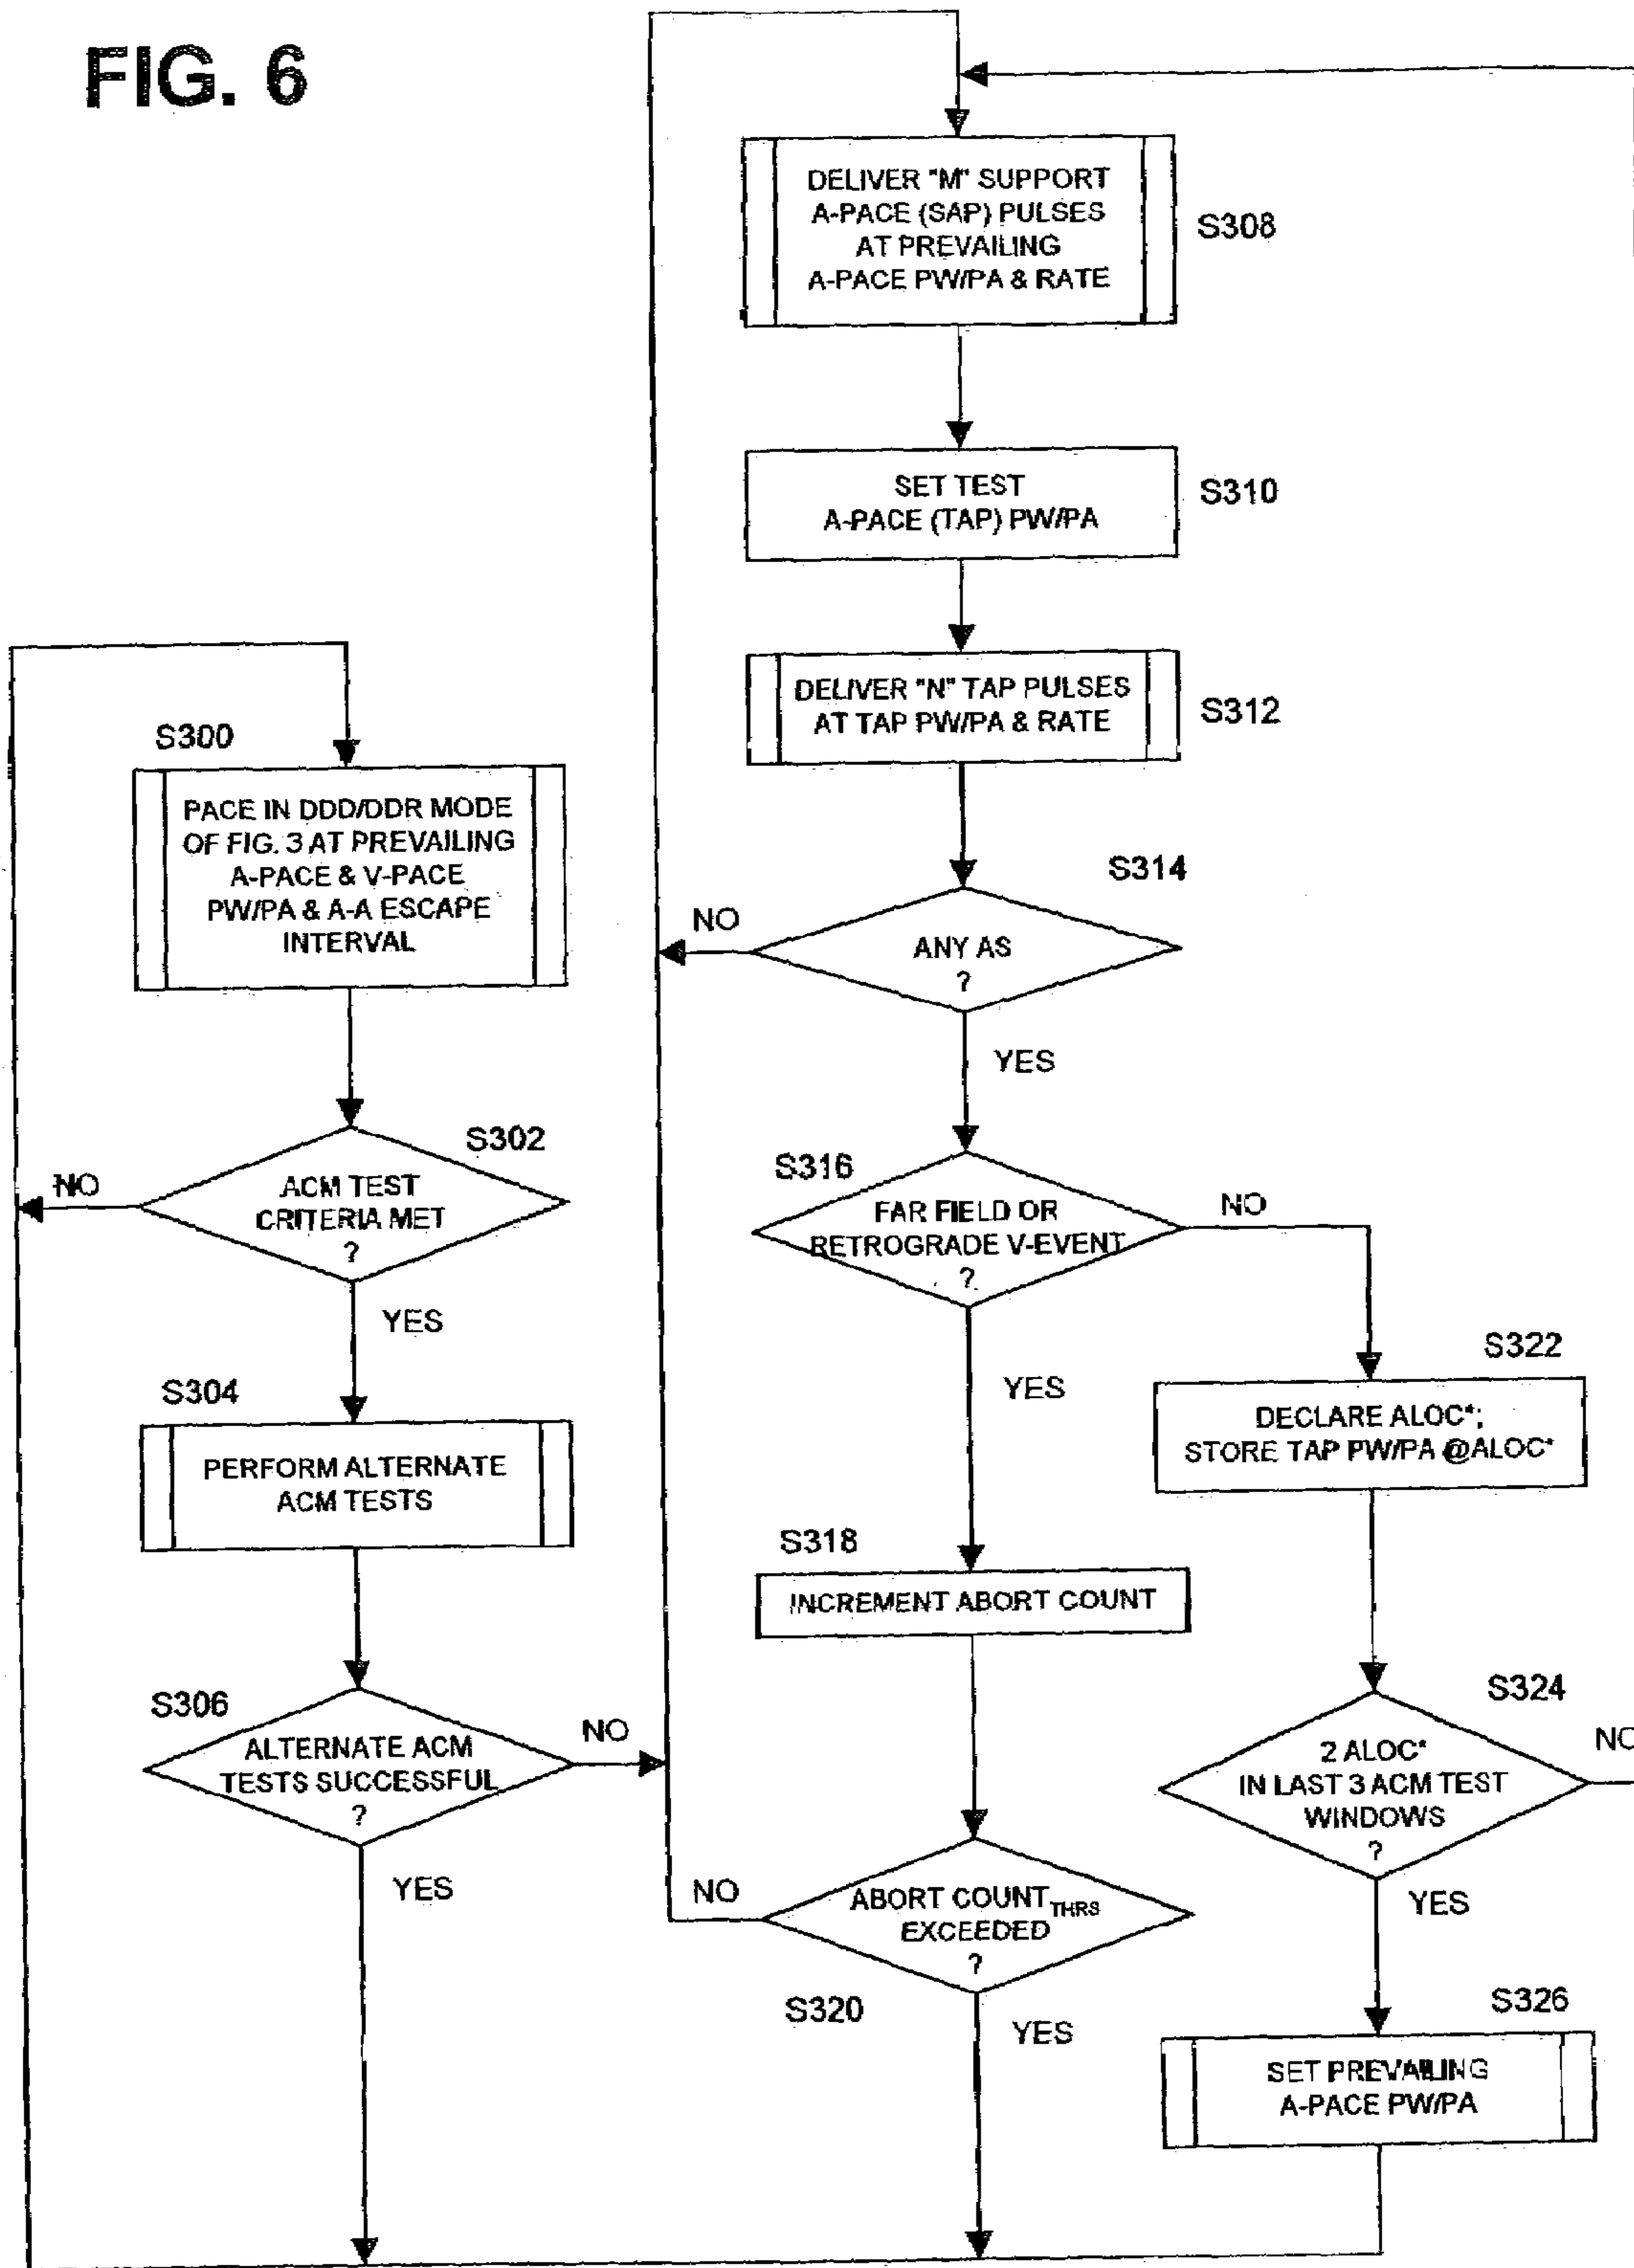 FIG. 6
S300
PACE IN DDD/DDR MODE
OF FIG. 3 AT PREVAILING
A-PACE & V-PACE
PW/PA & A-A ESCAPE
INTERVAL
S302
NO
ACM TEST
CRITERIA MET
?
YES
S304
PERFORM ALTERNATE
ACM TESTS
S306
ALTERNATE ACM
TESTS SUCCESSFUL
?
NO
YES
DELIVER "M" SUPPORT
A-PACE (SAP) PULSES
AT PREVAILING
A-PACE PW/PA & RATE
S308
SET TEST
A-PACE (TAP) PW/PA
S310
DELIVER "N" TAP PULSES
AT TAP PW/PA & RATE
S312
S314
NO
ANY AS
?
YES
S316
FAR FIELD OR
RETROGRADE V-EVENT
?
NO
YES
S318
INCREMENT ABORT COUNT
NO
ABORT COUNT THRS
EXCEEDED
?
S320
YES
S322
DECLARE ALOC*;
STORE TAP PW/PA @ALOC*
S324
2 ALOC*
IN LAST 3 ACM TEST
WINDOWS
?
NO
YES
S326
SET PREVAILING
A-PACE PW/PA